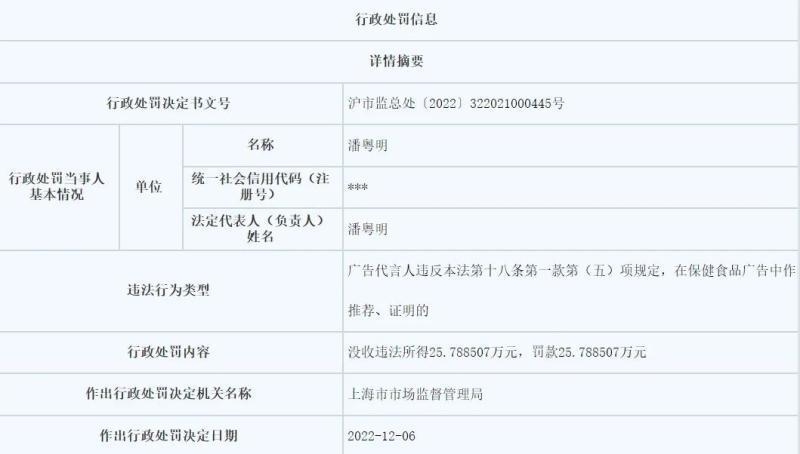 行政处罚信息
详情摘要
行政处罚决定书文号
沪市监总处〔2022〕322021000445号
行政处罚当事人
基本情况
单位
名称
潘粤明
统一社会信用代码（注
册号）
***
法定代表人（负责人）
姓名
潘粤明
违法行为类型
广告代言人违反本法第十八条第一款第（五）项规定，在保健食品广告中作
推荐、证明的
行政处罚内容
没收违法所得25.788507万元，罚款25.788507万元
作出行政处罚决定机关名称
上海市市场监督管理局
作出行政处罚决定日期
2022-12-06